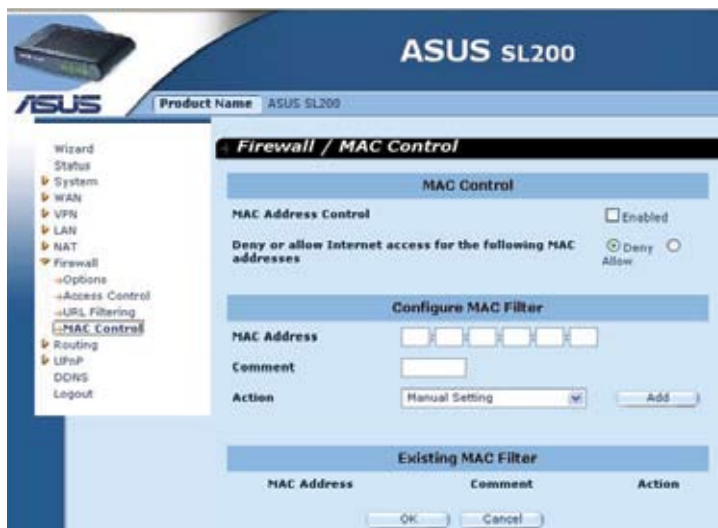 ASUS SL200
ASUS
Product Name ASUS SL200
Wizard
Status
System
WAN
VPN
LAN
NAT
Firewall
Options
Access Control
URL Filtering
MAC Control
Routing
UPnP
DDNS
Logout
Firewall / MAC Control
MAC Control
MAC Address Control Enabled
Deny or allow Internet access for the following MAC Deny
addresses Allow
Configure MAC Filter
MAC Address
Comment
Action Manual Setting Add
Existing MAC Filter
MAC Address Comment Action
OK Cancel